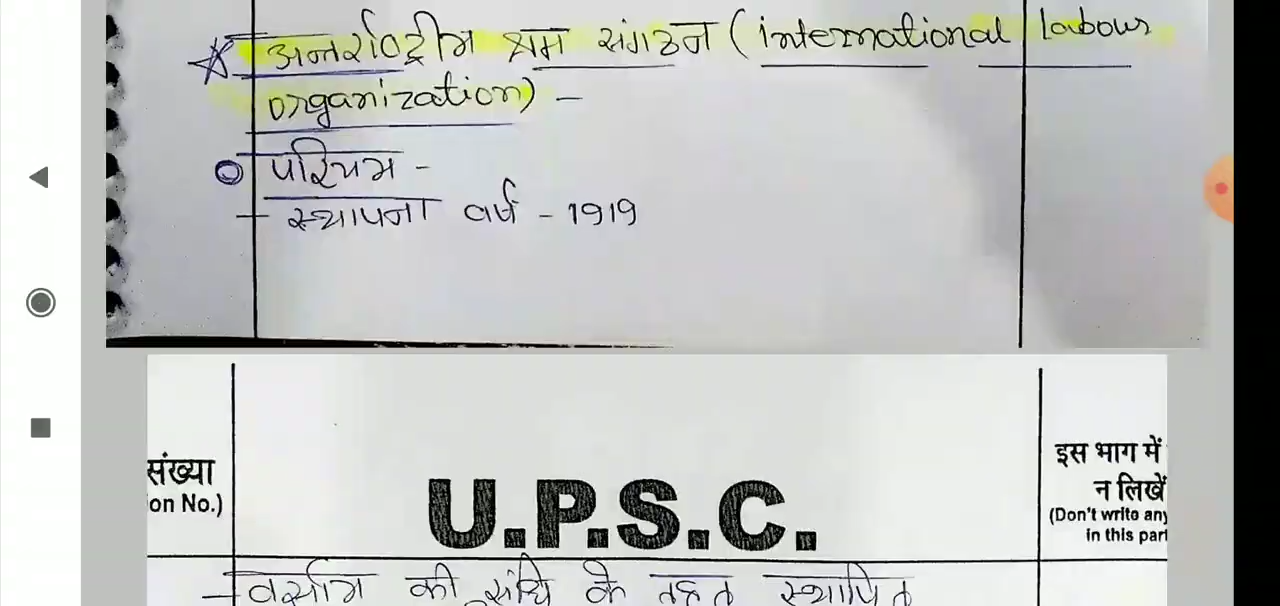 अन्तर्राष्ट्रीय श्रम संगठन (international labour
organization) -
परिचय -
- स्थापना वर्ष - 1919
संख्या
on No.)
U.P.S.C.
इस भाग में
न लिखें
(Don't write any
in this part
- वर्साय की संधि के तहत स्थापित